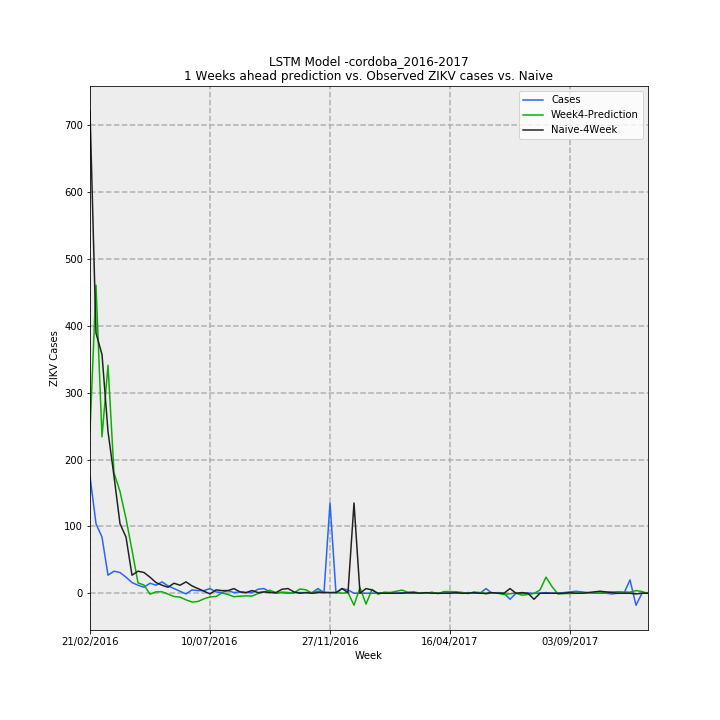 LSTM Model -cordoba_2016-2017
1 Weeks ahead prediction vs. Observed ZIKV cases vs. Naive
Cases
Week4-Prediction
Naive-4Week
700
600
500
400
300
200
100
0
ZIKV Cases
21/02/2016
10/07/2016
27/11/2016
16/04/2017
03/09/2017
Week